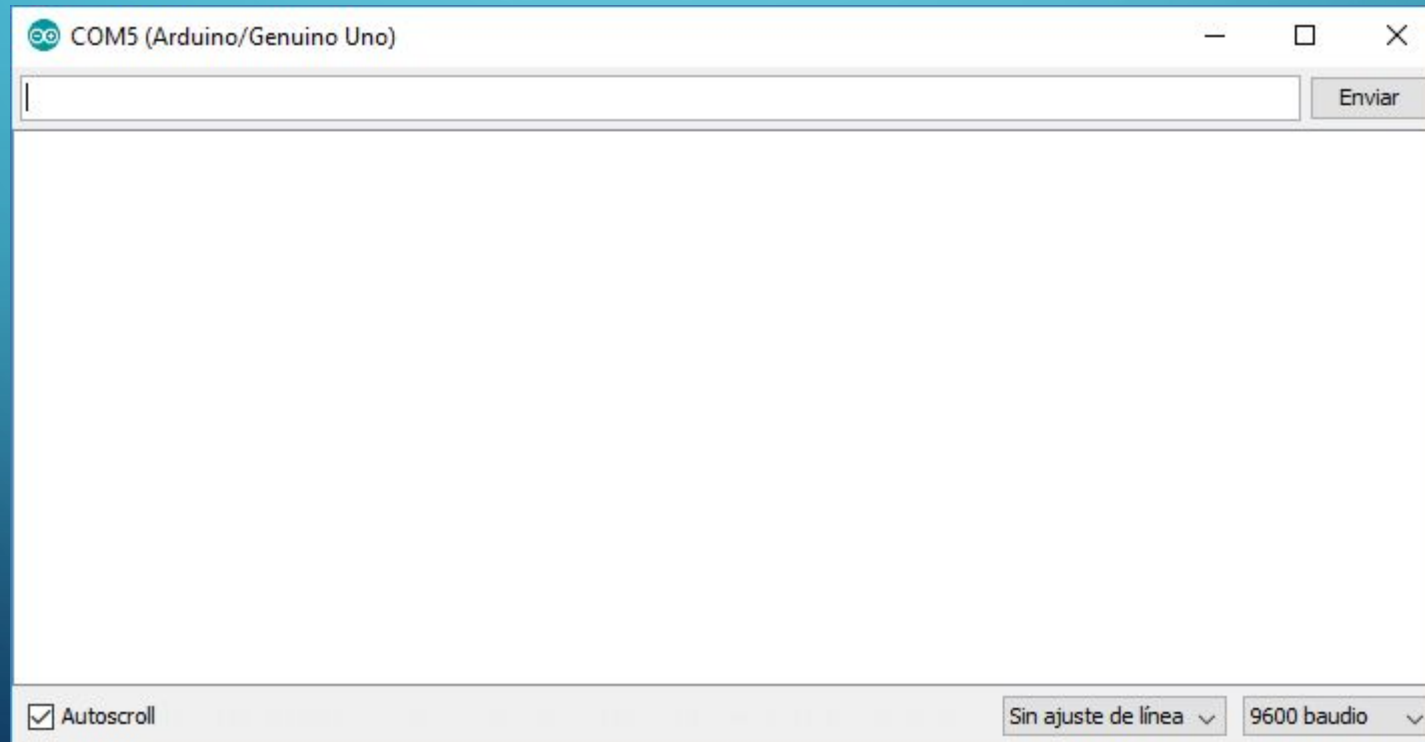 COM5 (Arduino/Genuino Uno)
Enviar
Autoscroll
Sin ajuste de línea
9600 baudio